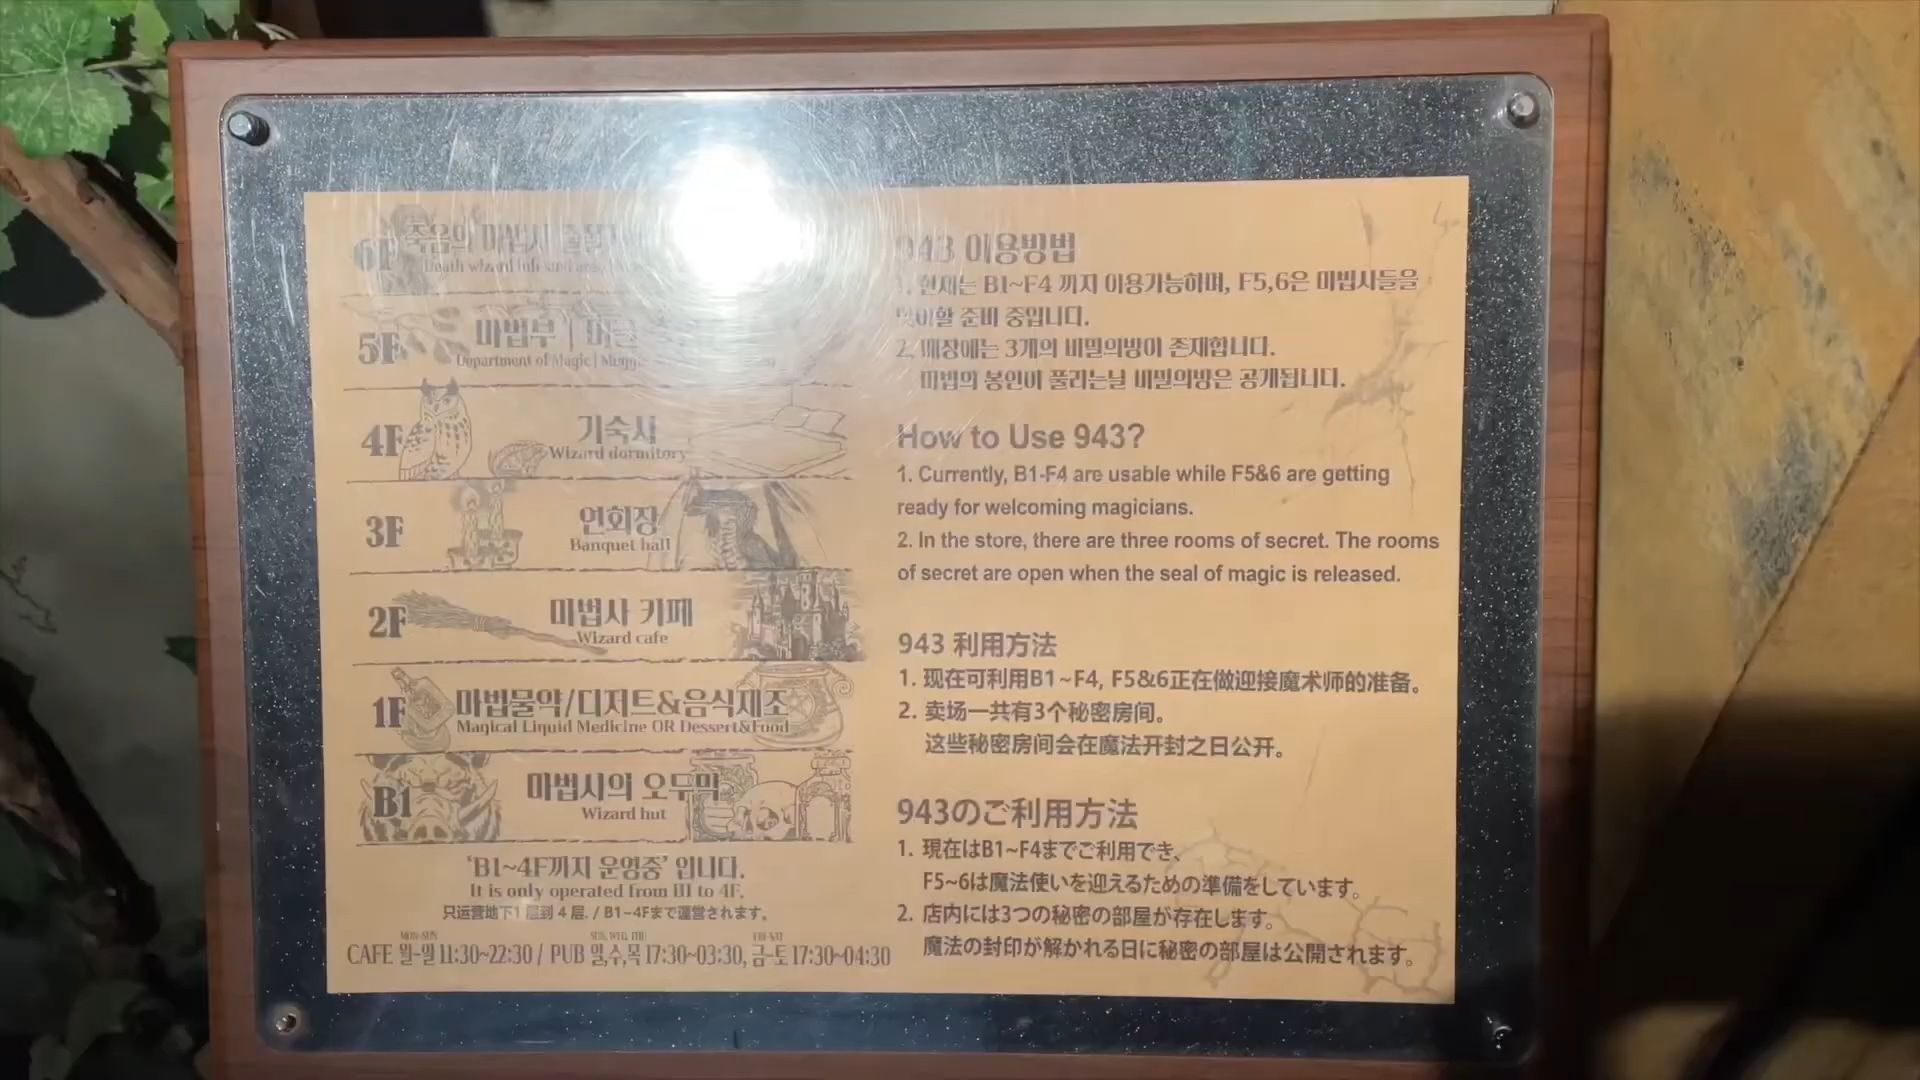 6F 죽음의 마법사 출몰
Death wizard infested area
5F 마법부 | 머글
Department of Magic | Muggle
4F 기숙사
Wizard dormitory
3F 연회장
Banquet hall
2F 마법사 카페
Wizard cafe
1F 마법물약/디저트&음식제조
Magical Liquid Medicine OR Dessert&Food
B1 마법사의 오두막
Wizard hut
‘B1~4F까지 운영중’ 입니다.
It is only operated from B1 to 4F.
只运营地下1 层到 4 层. / B1~4Fまで運営されます。
MON-SUN SUN, WED, THU FRI-SAT
CAFE 월-일 11:30~22:30 / PUB 일,수,목 17:30~03:30, 금-토 17:30~04:30
943 이용방법
1. 현재는 B1~F4 까지 이용가능하며, F5,6은 마법사들을
맞이할 준비 중입니다.
2. 매장에는 3개의 비밀의방이 존재합니다.
마법의 봉인이 풀리는날 비밀의방은 공개됩니다.
How to Use 943?
1. Currently, B1-F4 are usable while F5&6 are getting
ready for welcoming magicians.
2. In the store, there are three rooms of secret. The rooms
of secret are open when the seal of magic is released.
943 利用方法
1. 现在可利用B1~F4, F5&6正在做迎接魔术师的准备。
2. 卖场一共有3个秘密房间。
这些秘密房间会在魔法开封之日公开。
943のご利用方法
1. 現在はB1~F4までご利用でき、
F5~6は魔法使いを迎えるための準備をしています。
2. 店内には3つの秘密の部屋が存在します。
魔法の封印が解かれる日に秘密の部屋は公開されます。